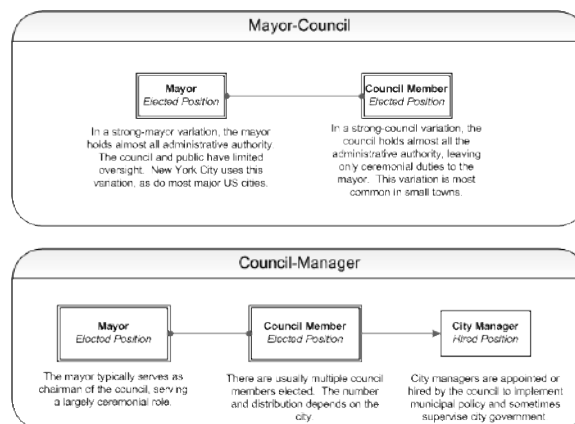 Mayor-Council
Mayor
Elected Position
Council Member
Elected Position
In a strong-mayor variation, the mayor
holds almost all administrative authority.
The council and public have limited
oversight. New York City uses this
variation, as do most major US cities.
In a strong-council variation, the
council holds almost all the
administrative authority, leaving
only ceremonial duties to the
mayor. This variation is most
common in small towns.
Council-Manager
Mayor
Elected Position
Council Member
Elected Position
City Manager
Hired Position
The mayor typically serves as
chairman of the council, serving
a largely ceremonial role.
There are usually multiple council
members elected. The number
and distribution depends on the
city.
City managers are appointed or
hired by the council to implement
municipal policy and sometimes
supervise city government